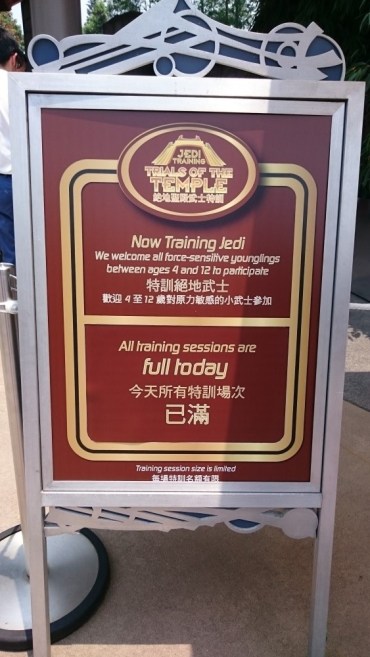 JEDI
TRAINING
TRIALS OF THE
TEMPLE
絕地聖殿武士特訓
Now Training Jedi
We welcome all force-sensitive younglings
between ages 4 and 12 to participate
特訓絕地武士
歡迎 4 至 12 歲對原力敏感的小武士參加
All training sessions are
full today
今天所有特訓場次
已滿
Training session size is limited
每場特訓名額有限